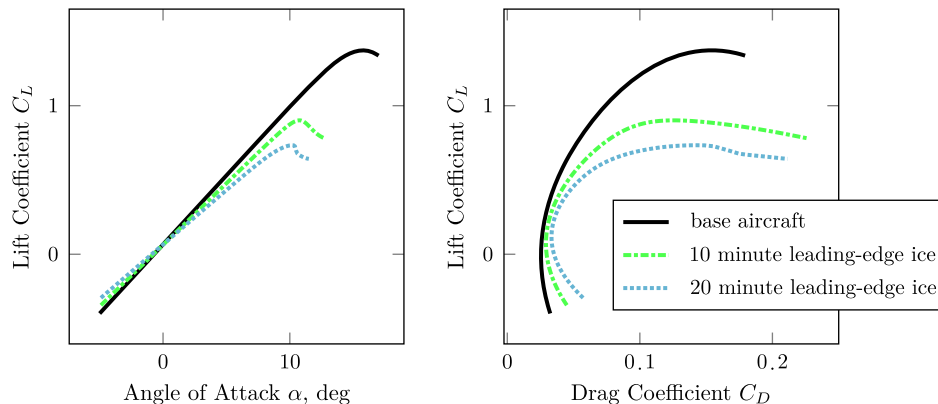 1
0
Lift Coefficient C_L
0
10
Angle of Attack α, deg
1
0
Lift Coefficient C_L
0
0.1
0.2
Drag Coefficient C_D
base aircraft
10 minute leading-edge ice
20 minute leading-edge ice